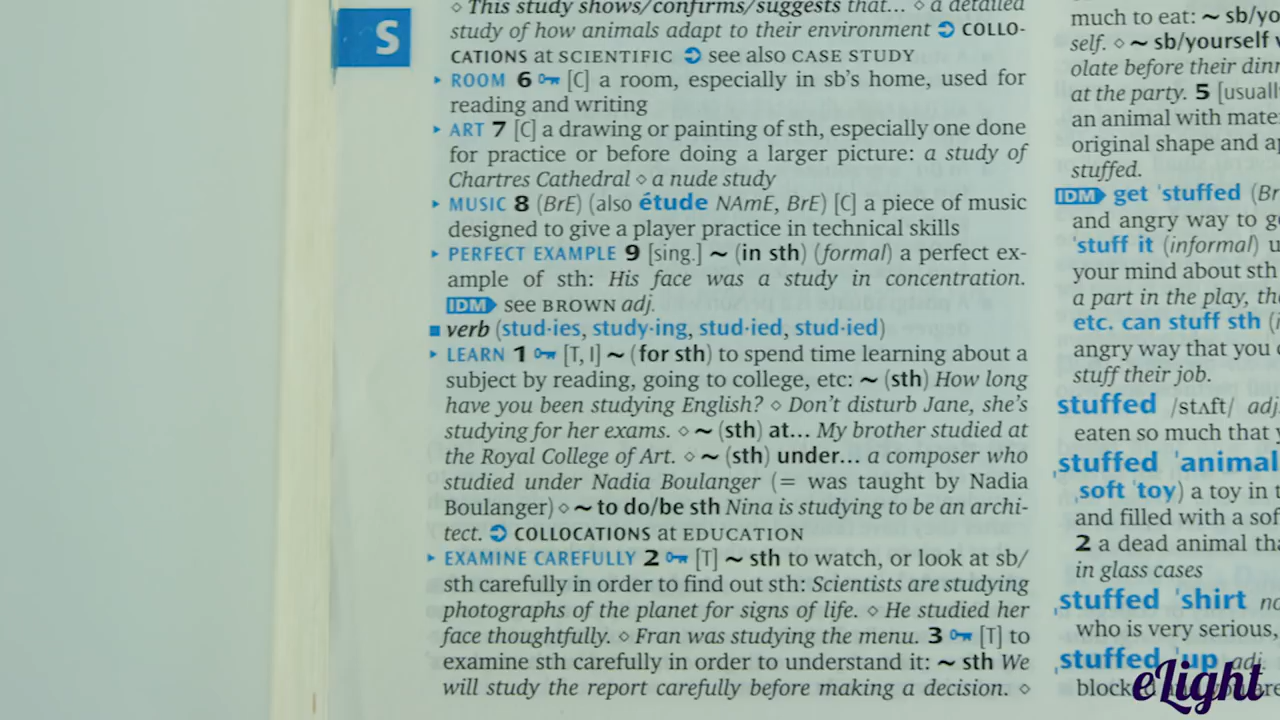 S
◇ This study shows/confirms/suggests that... ◇ a detailed
study of how animals adapt to their environment ➲ COLLO-
CATIONS at SCIENTIFIC ➲ see also CASE STUDY
▸ ROOM 6 [C] a room, especially in sb's home, used for
reading and writing
▸ ART 7 [C] a drawing or painting of sth, especially one done
for practice or before doing a larger picture: a study of
Chartres Cathedral ◇ a nude study
▸ MUSIC 8 (BrE) (also étude NAmE, BrE) [C] a piece of music
designed to give a player practice in technical skills
▸ PERFECT EXAMPLE 9 [sing.] ~ (in sth) (formal) a perfect ex-
ample of sth: His face was a study in concentration.
IDM see BROWN adj.
■ verb (stud·ies, study·ing, stud·ied, stud·ied)
▸ LEARN 1 [T, I] ~ (for sth) to spend time learning about a
subject by reading, going to college, etc: ~ (sth) How long
have you been studying English? ◇ Don't disturb Jane, she's
studying for her exams. ◇ ~ (sth) at... My brother studied at
the Royal College of Art. ◇ ~ (sth) under... a composer who
studied under Nadia Boulanger (= was taught by Nadia
Boulanger) ◇ ~ to do/be sth Nina is studying to be an archi-
tect. ➲ COLLOCATIONS at EDUCATION
▸ EXAMINE CAREFULLY 2 [T] ~ sth to watch, or look at sb/
sth carefully in order to find out sth: Scientists are studying
photographs of the planet for signs of life. ◇ He studied her
face thoughtfully. ◇ Fran was studying the menu. 3 [T] to
examine sth carefully in order to understand it: ~ sth We
will study the report carefully before making a decision. ◇
much to eat: ~ sb/yo
self. ◇ ~ sb/yourself
olate before their din
at the party. 5 [usuall
an animal with mate
original shape and a
stuffed.
IDM get ˈstuffed (Br
and angry way to g
ˈstuff it (informal)
your mind about sth
a part in the play, th
etc. can stuff sth (
angry way that you
stuff their job.
stuffed /stʌft/ adj.
eaten so much that
ˌstuffed ˈanimal
ˌsoft ˈtoy) a toy in
and filled with a sof
2 a dead animal tha
in glass cases
ˌstuffed ˈshirt
who is very serious,
ˌstuffed ˈup adj.
eLight